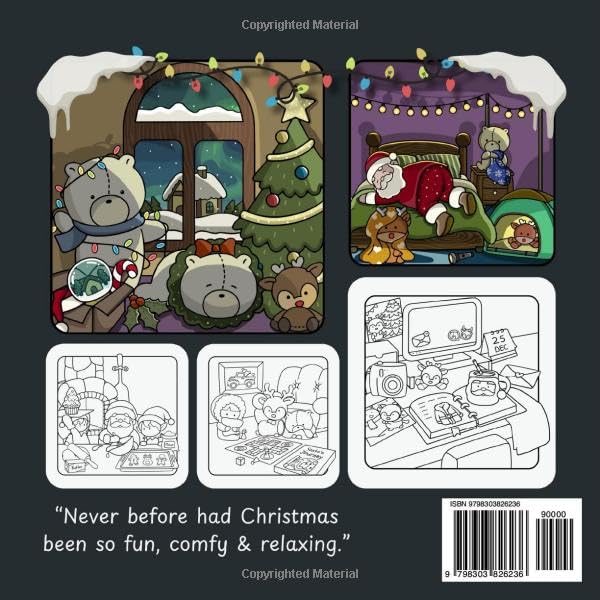 Copyrighted Material
25
DEC
Butter
“Never before had Christmas
been so fun, comfy & relaxing.”
ISBN 9798303826236
90000
9 798303 826236
Copyrighted Material